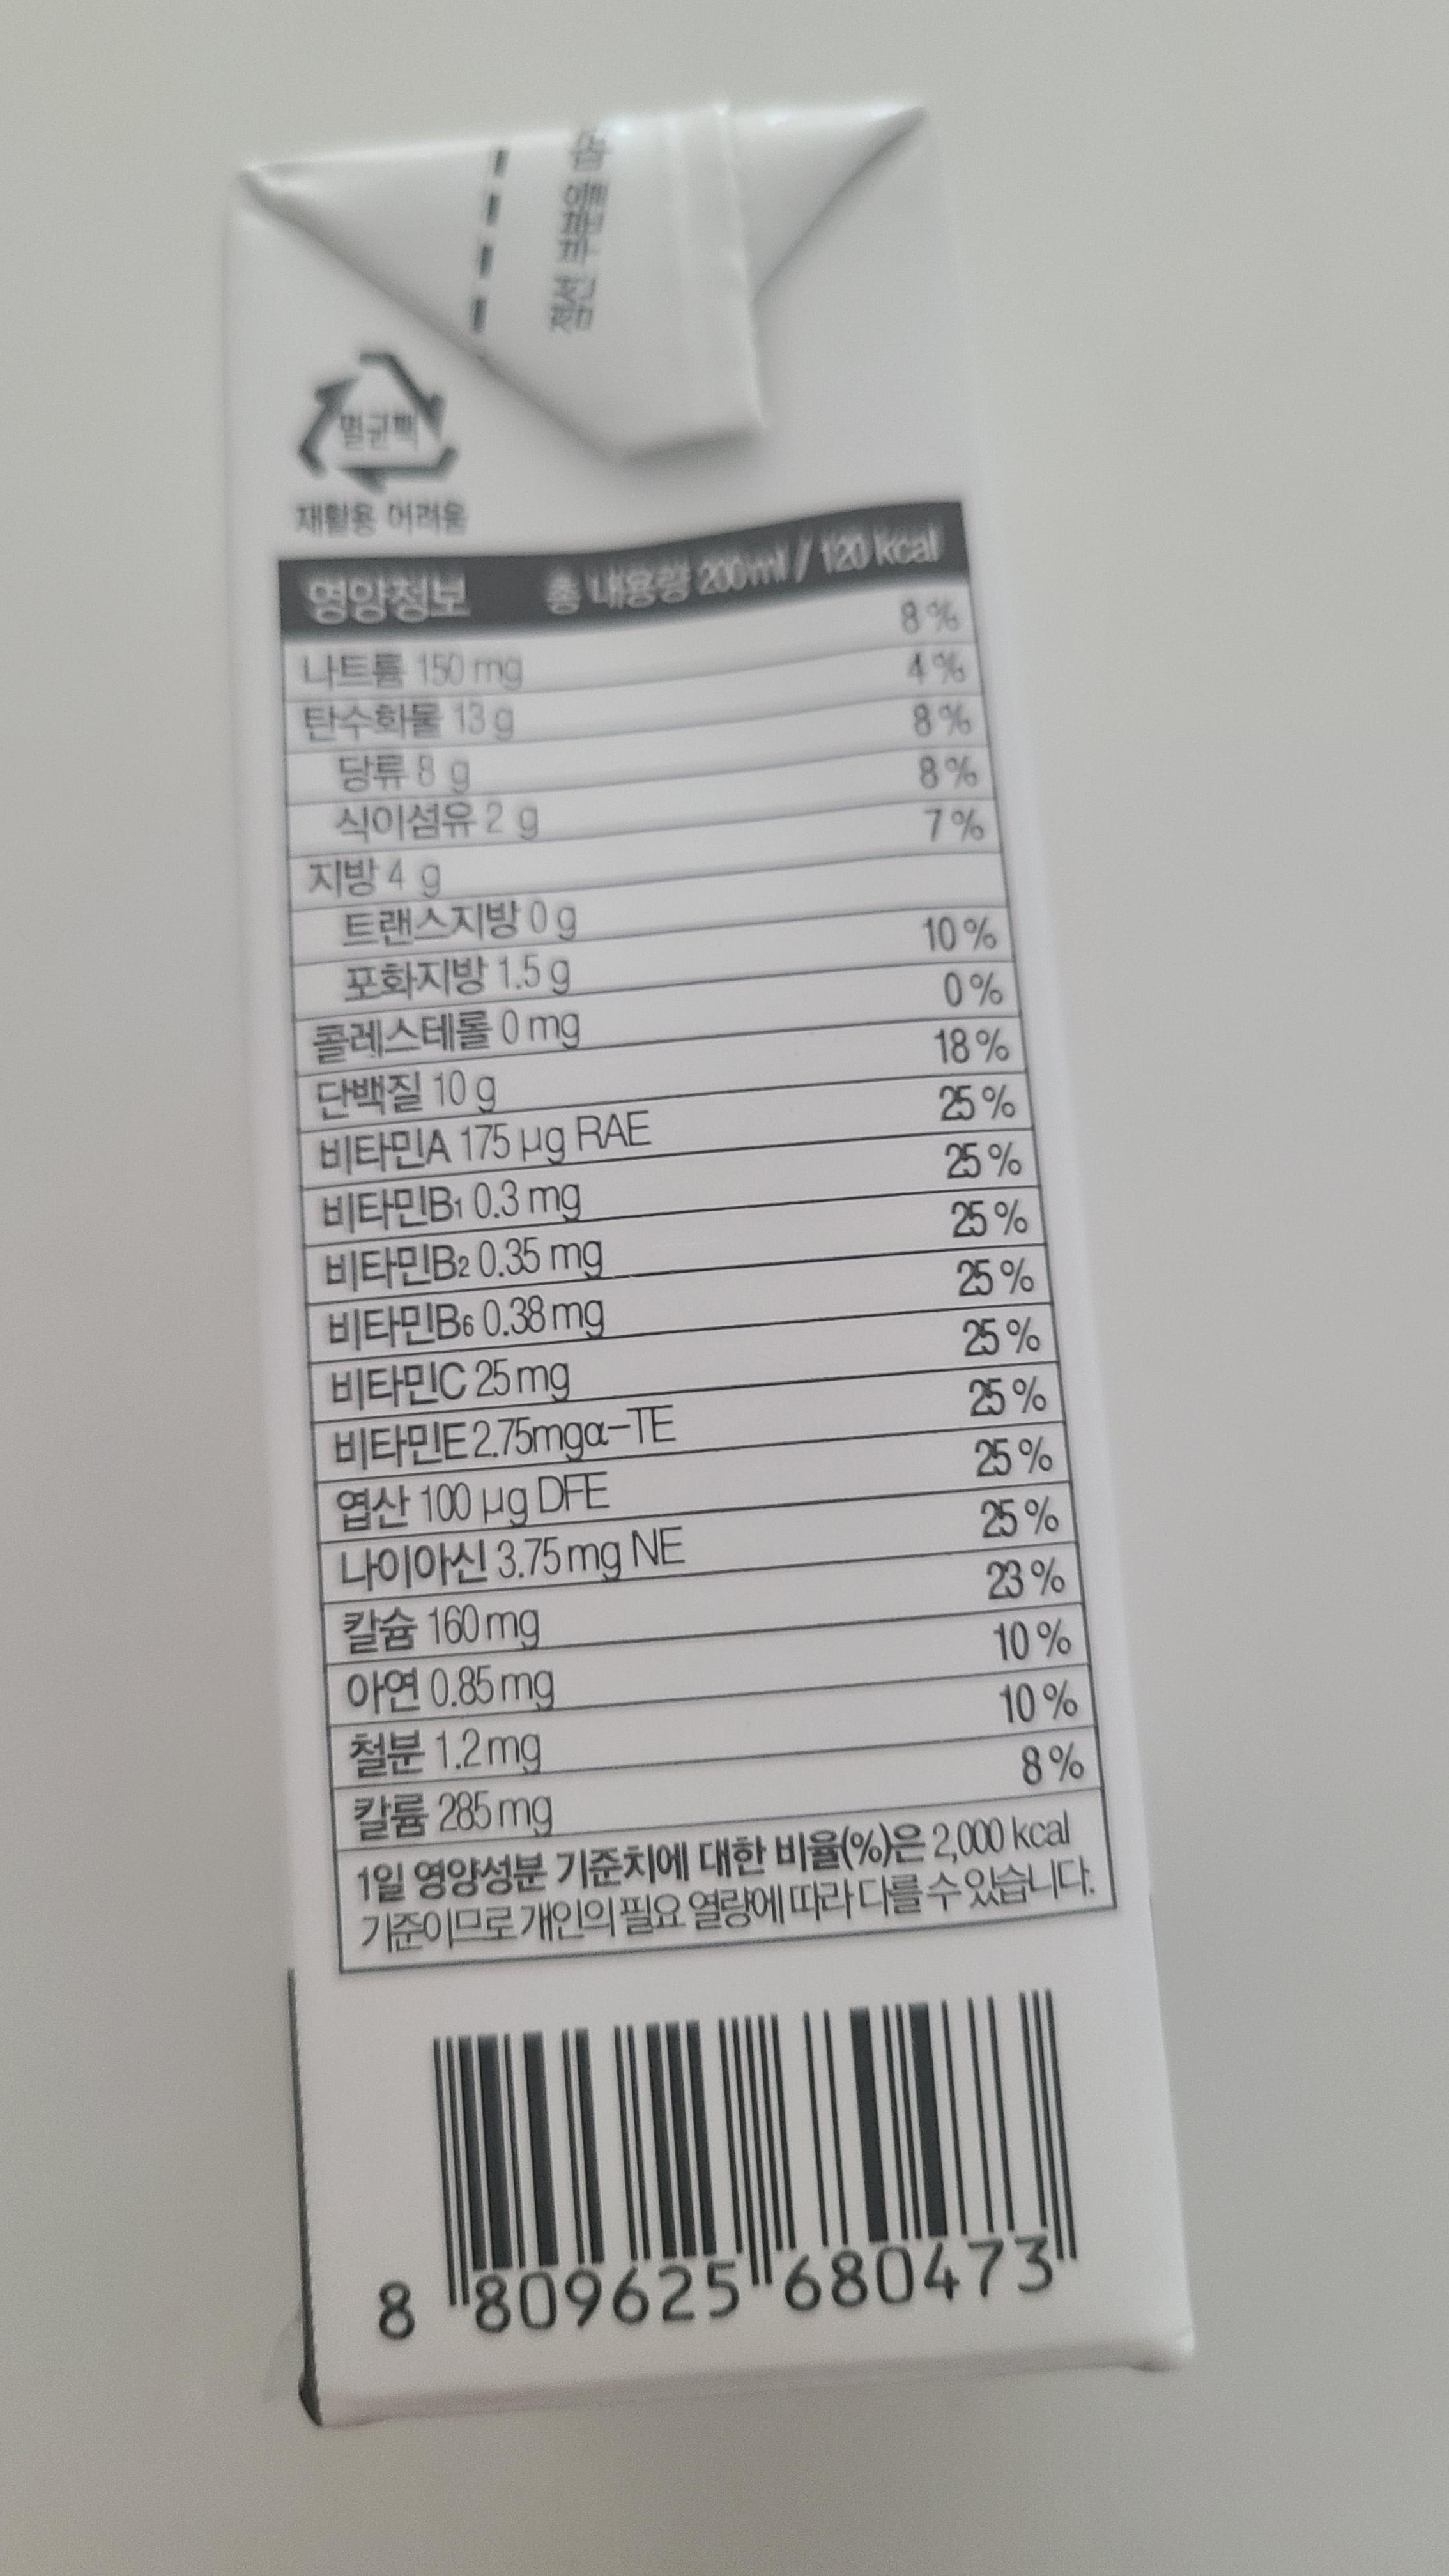 점선 부분을
멸균팩
재활용 어려움
영양정보 총 내용량 200ml / 120 kcal
나트륨 150 mg 8 %
탄수화물 13 g 4 %
당류 8 g 8 %
식이섬유 2 g 8 %
지방 4 g 7 %
트랜스지방 0 g
포화지방 1.5 g 10 %
콜레스테롤 0 mg 0 %
단백질 10 g 18 %
비타민A 175 μg RAE 25 %
비타민B1 0.3 mg 25 %
비타민B2 0.35 mg 25 %
비타민B6 0.38 mg 25 %
비타민C 25 mg 25 %
비타민E 2.75mgα-TE 25 %
엽산 100 μg DFE 25 %
나이아신 3.75 mg NE 25 %
칼슘 160 mg 23 %
아연 0.85 mg 10 %
철분 1.2 mg 10 %
칼륨 285 mg 8 %
1일 영양성분 기준치에 대한 비율(%)은 2,000 kcal
기준이므로 개인의 필요 열량에 따라 다를 수 있습니다.
8 809625 680473